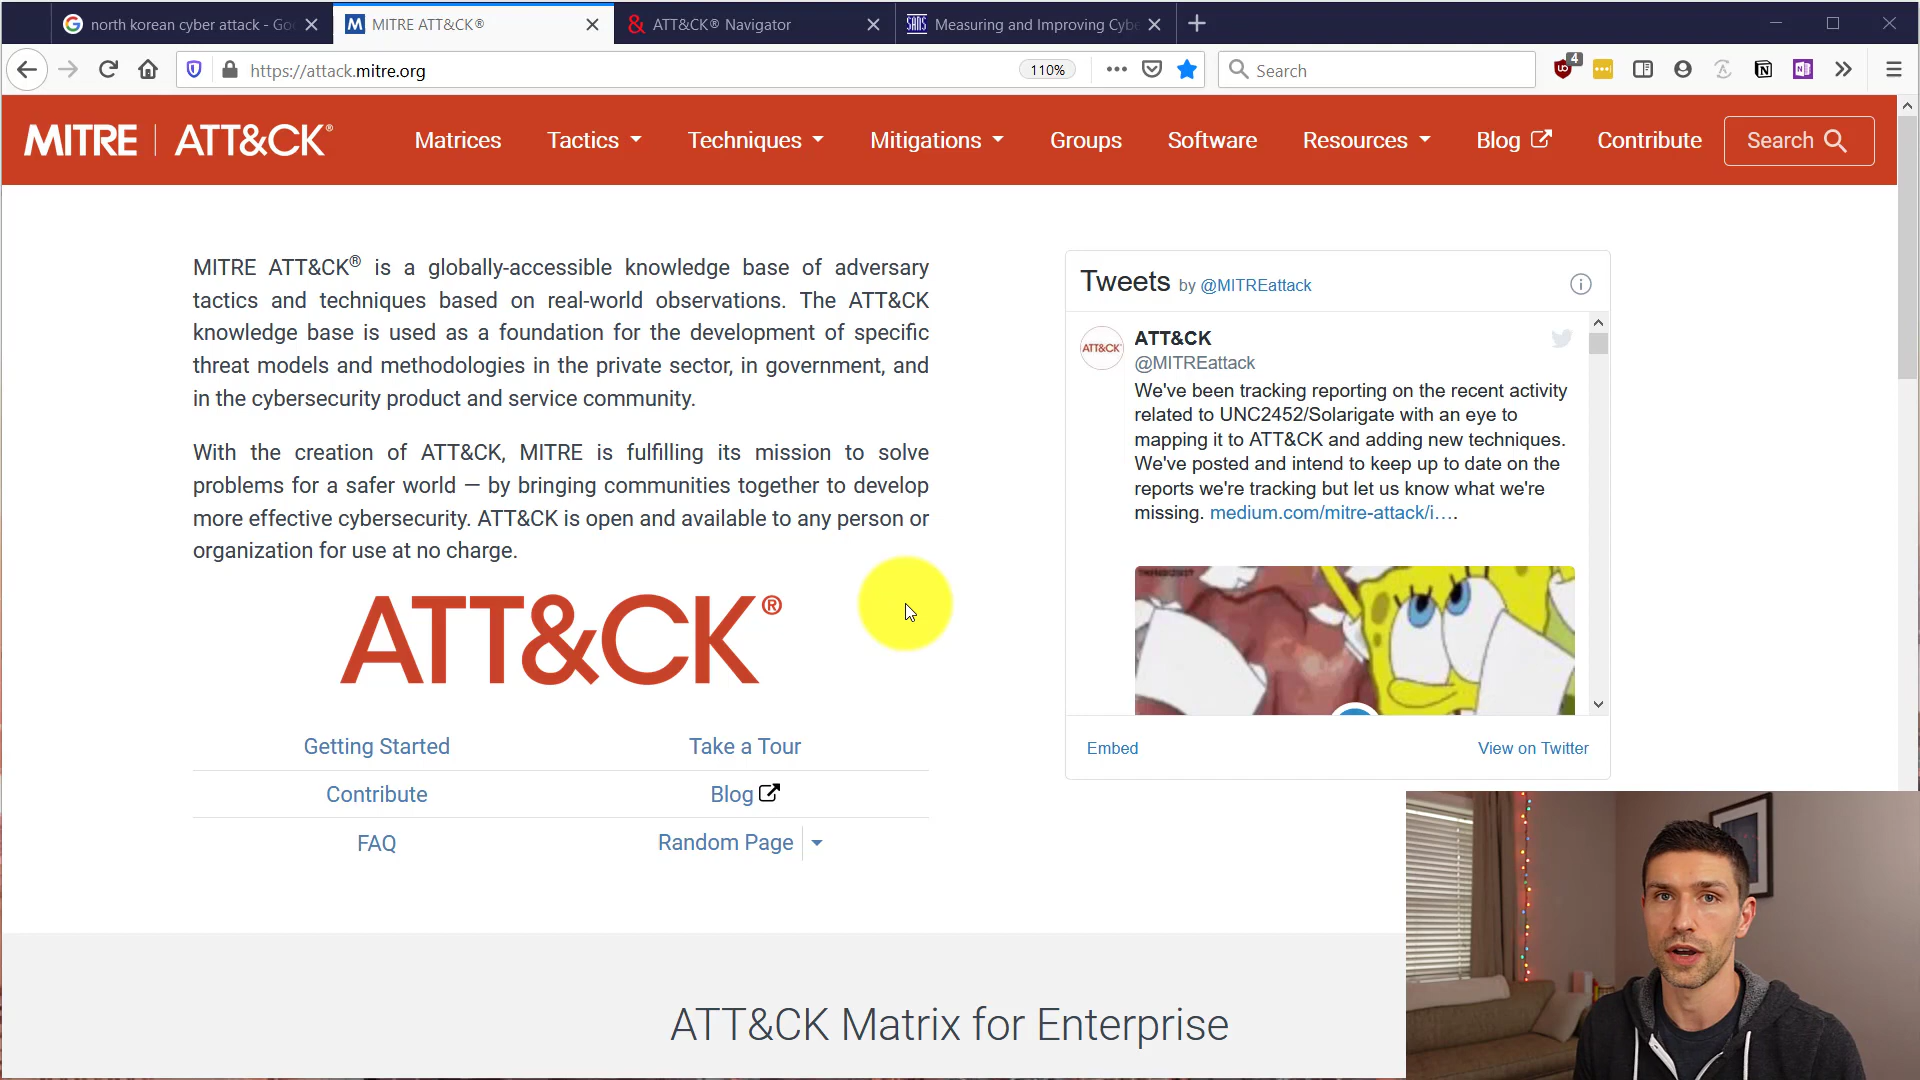 north korean cyber attack - Goo
MITRE ATT&CK®
ATT&CK® Navigator
SANS
Measuring and Improving Cybe
https://attack.mitre.org
110%
Search
4
MITRE | ATT&CK®
Matrices
Tactics
Techniques
Mitigations
Groups
Software
Resources
Blog
Contribute
Search
MITRE ATT&CK® is a globally-accessible knowledge base of adversary
tactics and techniques based on real-world observations. The ATT&CK
knowledge base is used as a foundation for the development of specific
threat models and methodologies in the private sector, in government, and
in the cybersecurity product and service community.
With the creation of ATT&CK, MITRE is fulfilling its mission to solve
problems for a safer world — by bringing communities together to develop
more effective cybersecurity. ATT&CK is open and available to any person or
organization for use at no charge.
ATT&CK®
Getting Started
Take a Tour
Contribute
Blog
FAQ
Random Page
Tweets by @MITREattack
ATT&CK
ATT&CK
@MITREattack
We've been tracking reporting on the recent activity
related to UNC2452/Solarigate with an eye to
mapping it to ATT&CK and adding new techniques.
We've posted and intend to keep up to date on the
reports we're tracking but let us know what we're
missing. medium.com/mitre-attack/i….
Embed
View on Twitter
ATT&CK Matrix for Enterprise